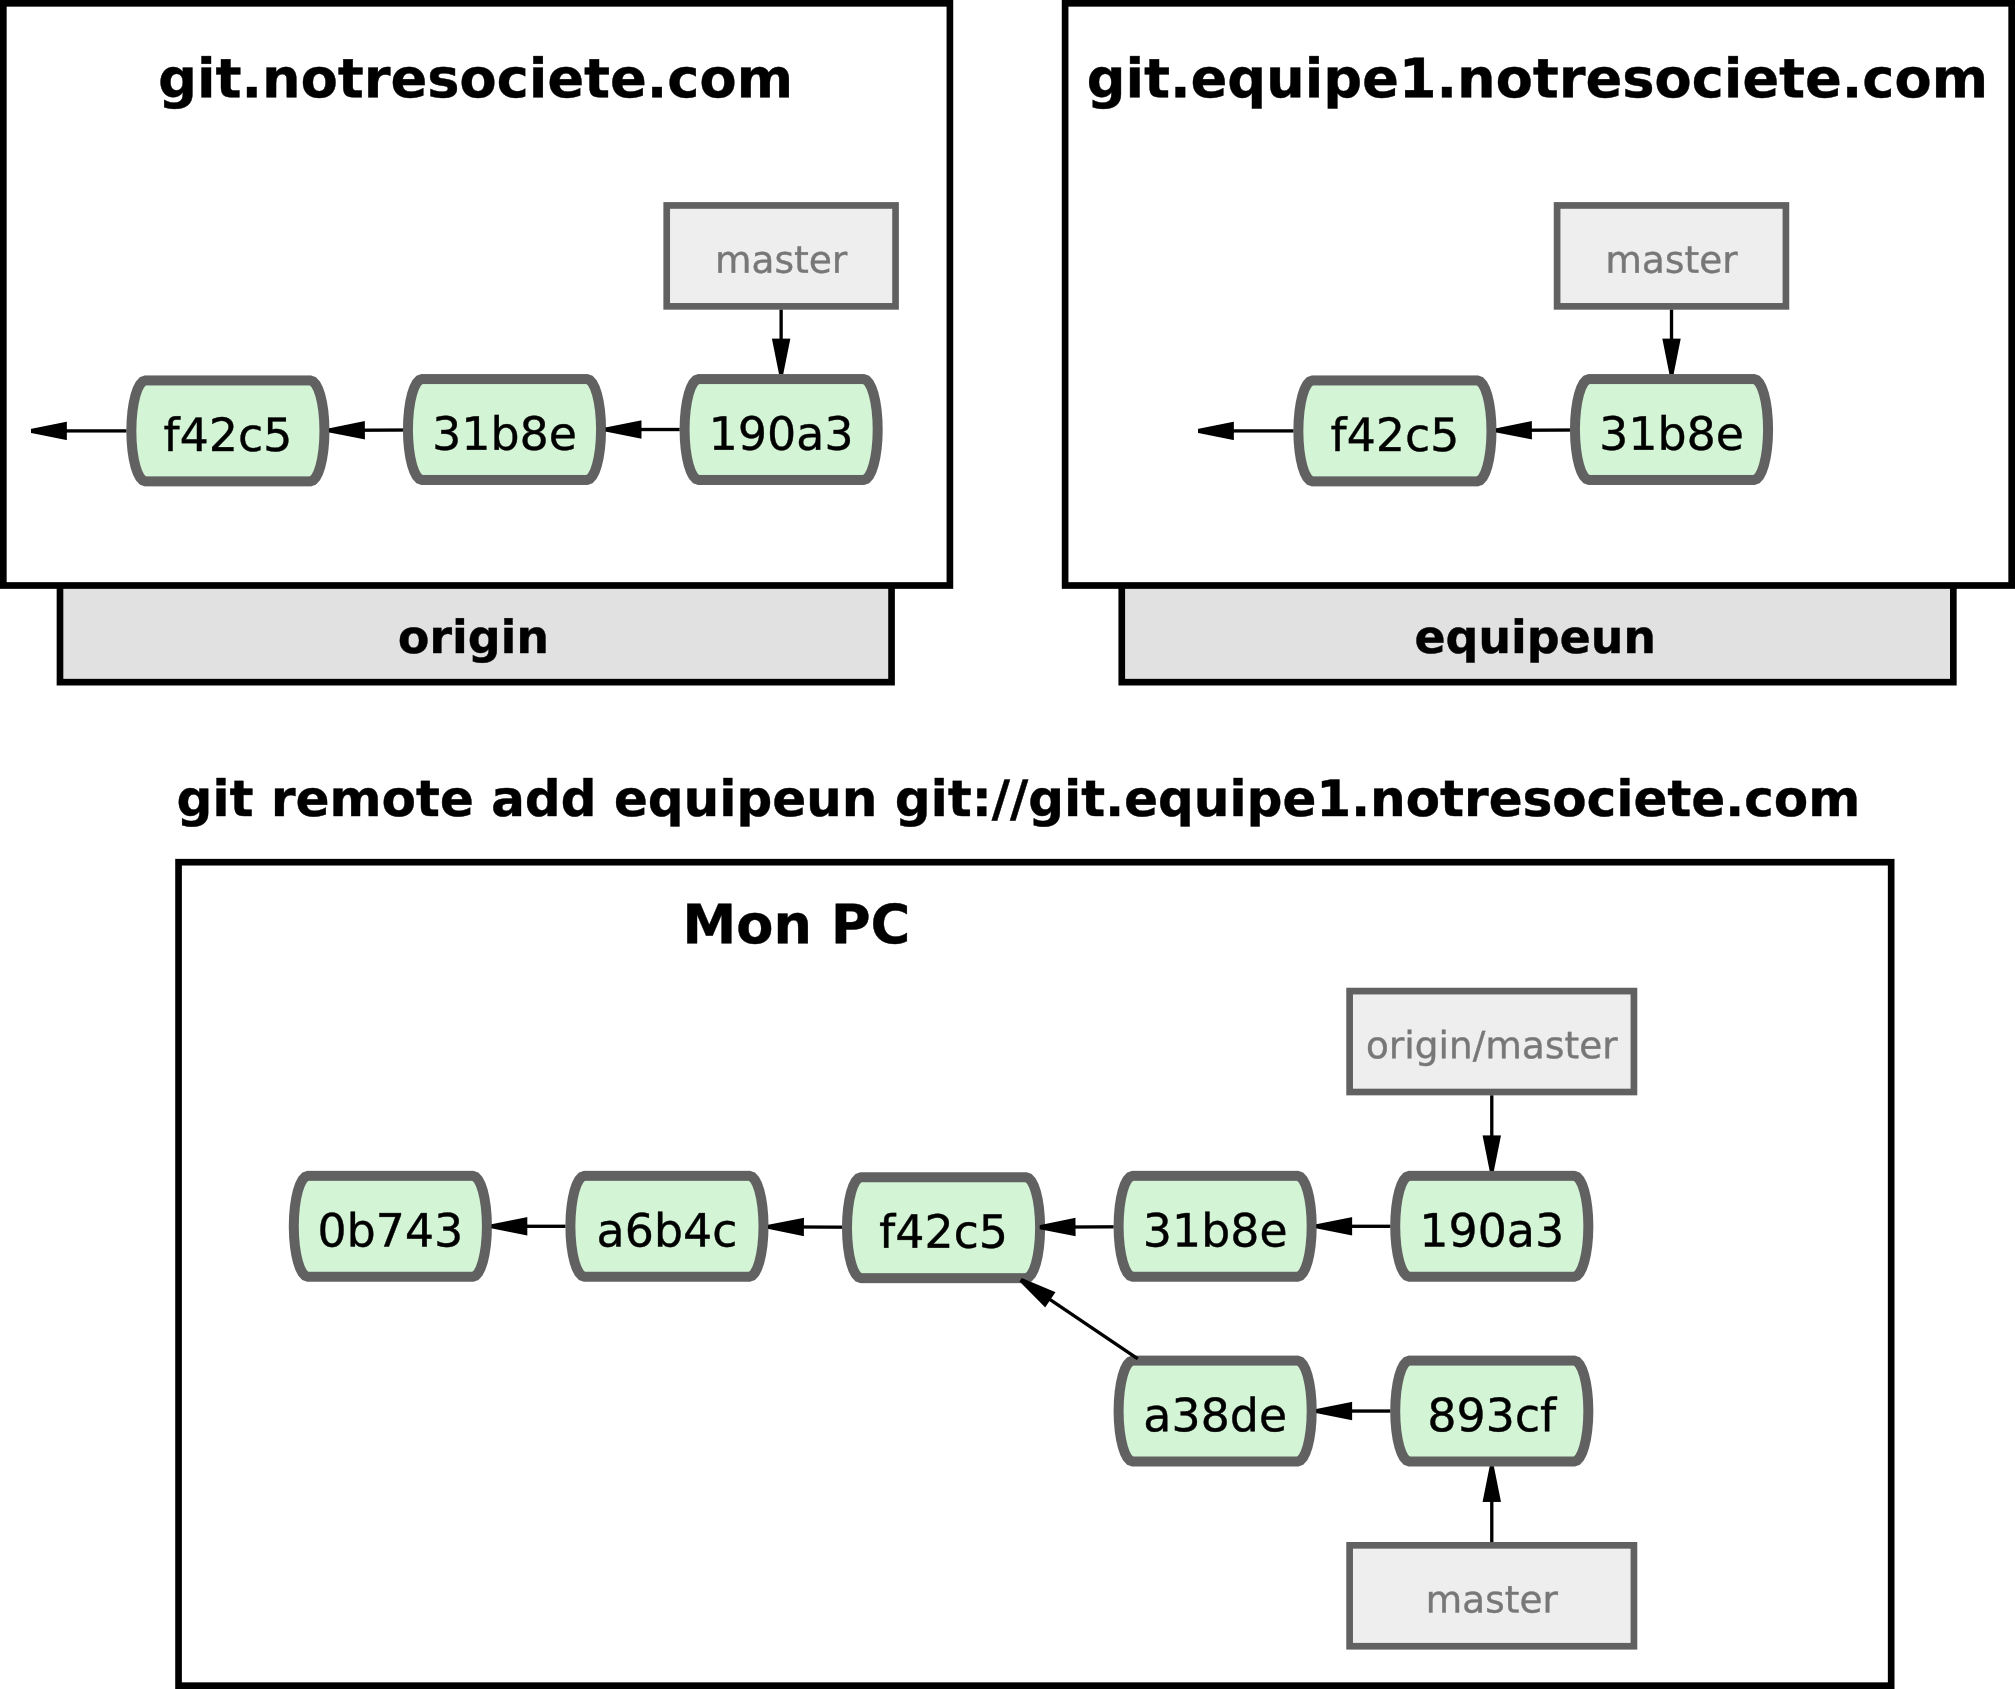 git.notresociete.com
master
f42c5 31b8e 190a3
origin
git.equipe1.notresociete.com
master
f42c5 31b8e
equipeun
git remote add equipeun git://git.equipe1.notresociete.com
Mon PC
origin/master
0b743 a6b4c f42c5 31b8e 190a3
a38de 893cf
master